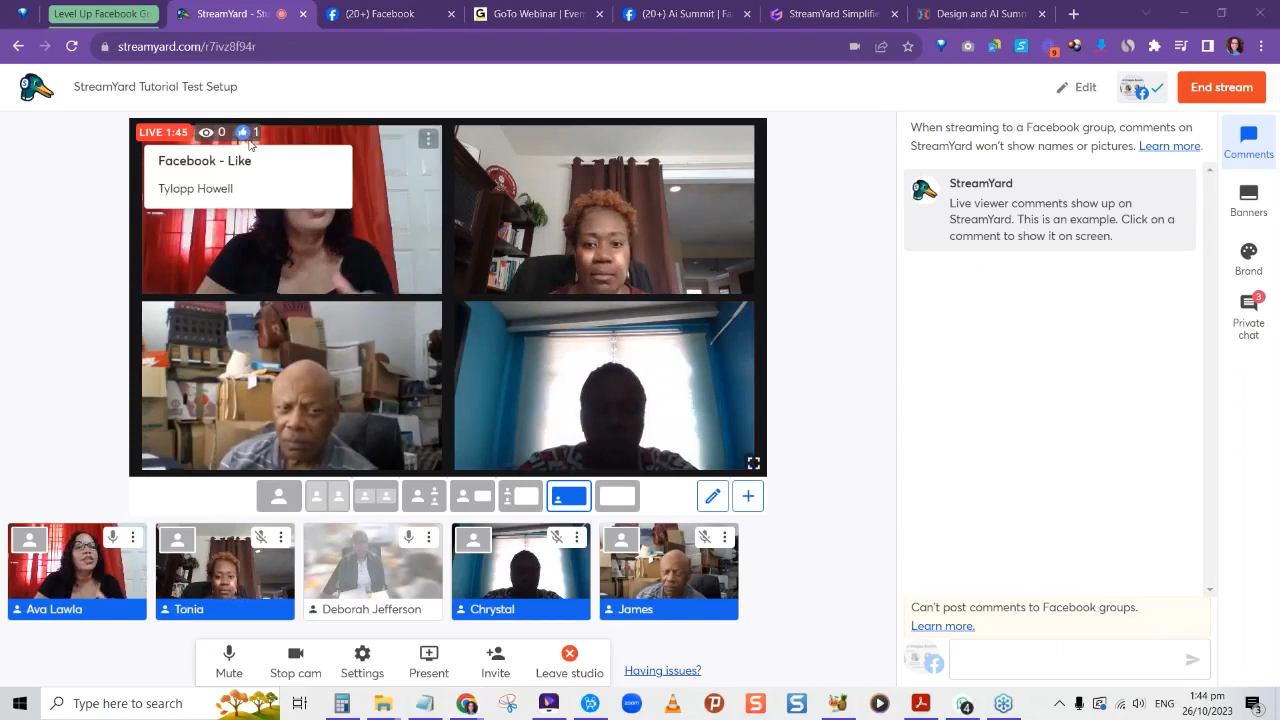 Level Up Facebook Gr
StreamYard - Stud
(20+) Facebook
GoTo Webinar | Even
(20+) Ai Summit | Fa
StreamYard Simplifie
Design and AI Summ
streamyard.com/r7ivz8f94r
9
StreamYard Tutorial Test Setup
Edit
End stream
LIVE 1:45
0
1
Facebook - Like
Tylopp Howell
When streaming to a Facebook group, comments on
StreamYard won't show names or pictures. Learn more.
StreamYard
Live viewer comments show up on
StreamYard. This is an example. Click on a
comment to show it on screen.
Comments
Banners
Brand
3
Private
chat
Ava Lawla
Tonia
Deborah Jefferson
Chrystal
James
Can't post comments to Facebook groups.
Learn more.
Mute
Stop cam
Settings
Present
Invite
Leave studio
Having issues?
Type here to search
zoom
4
ENG
1:44 pm
26/10/2023
3